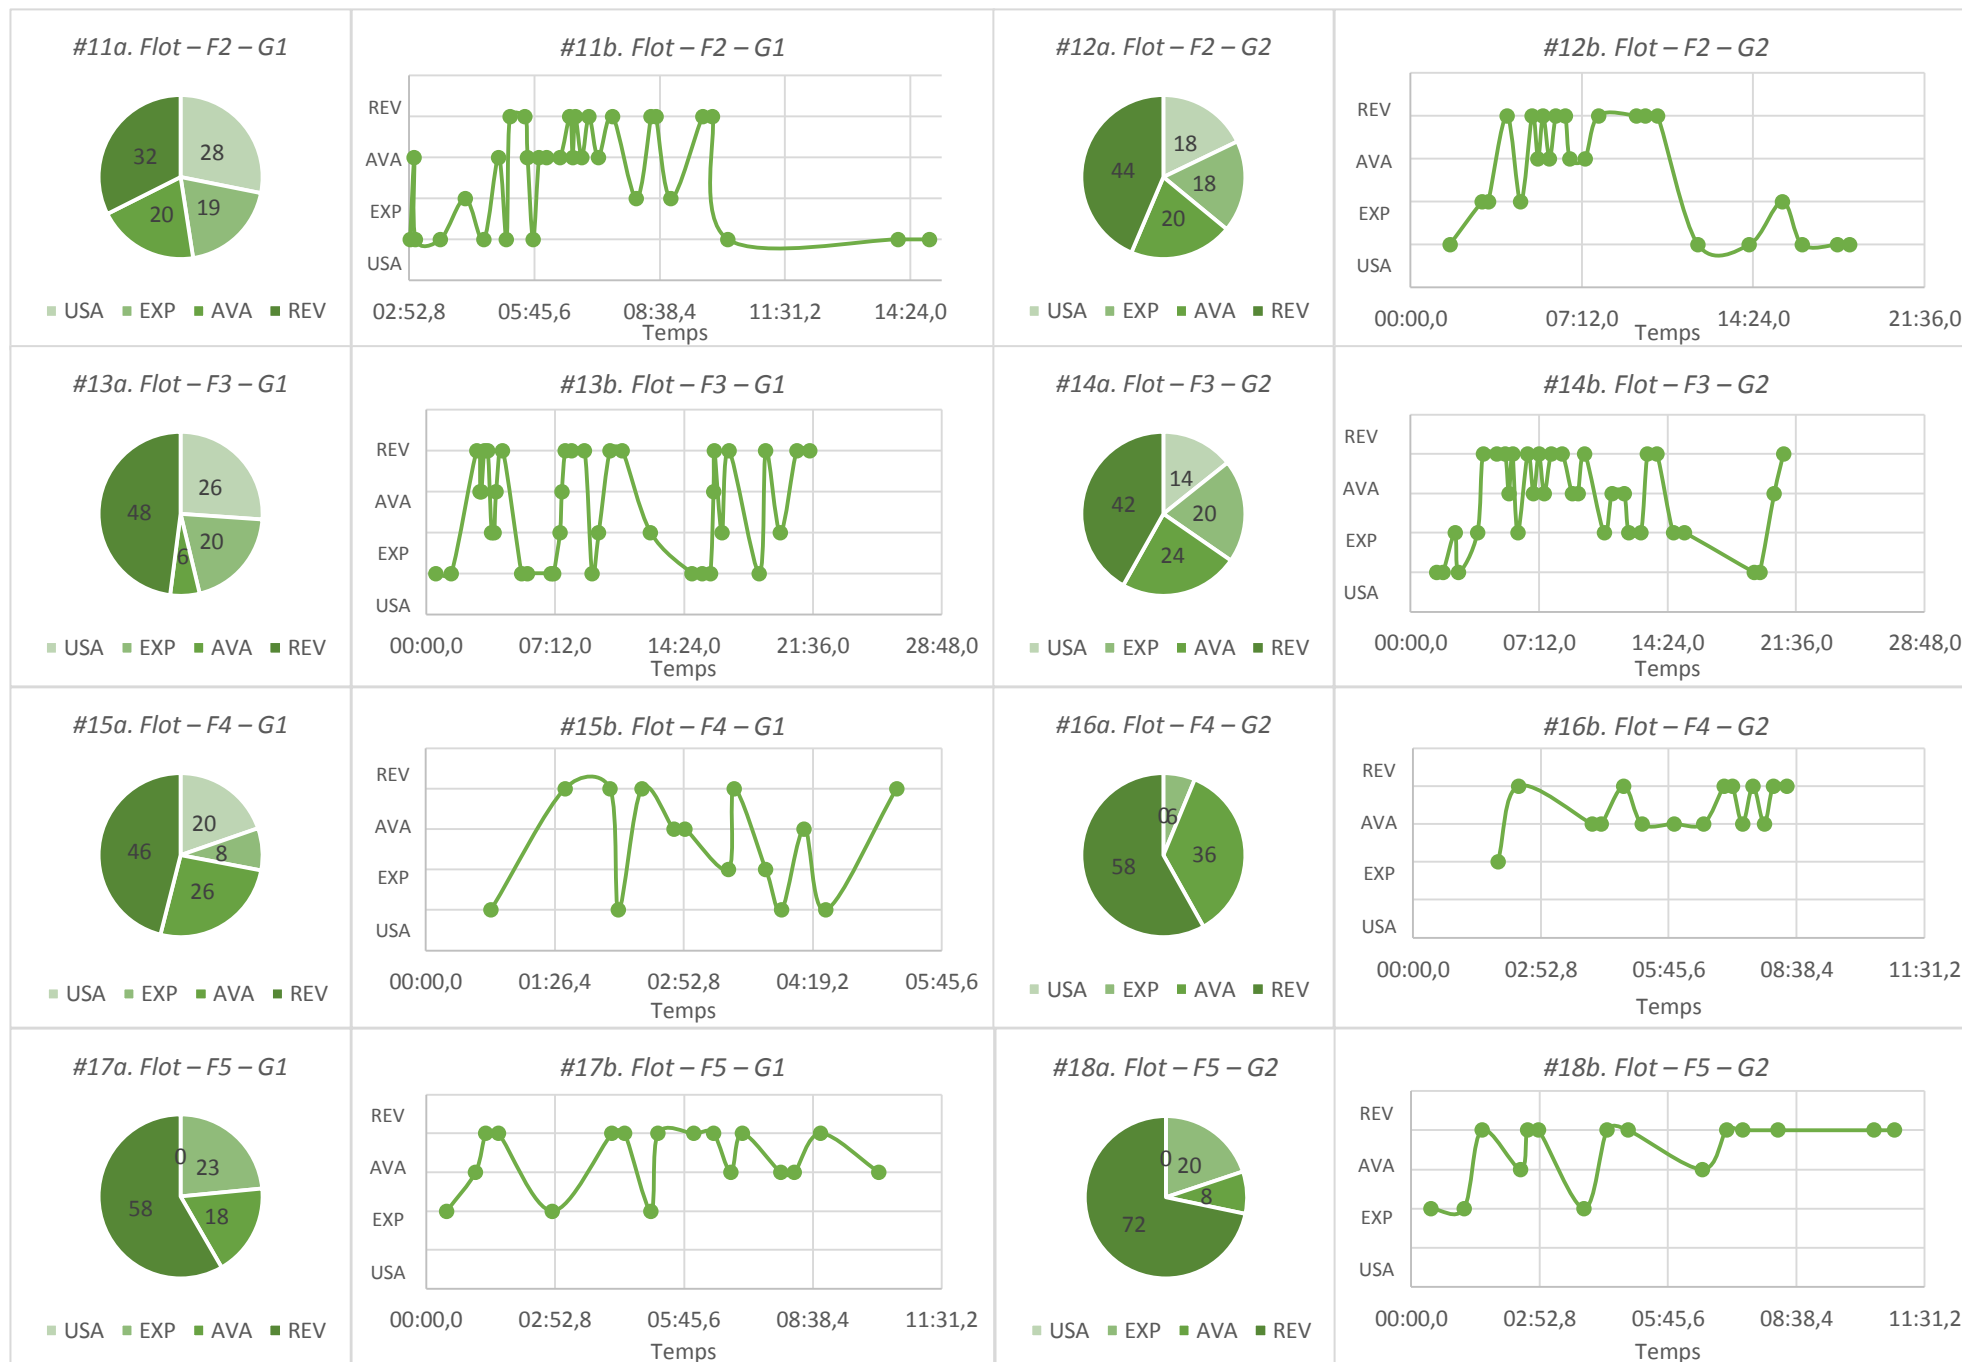 #11a. Flot – F2 – G1
28
19
20
32
USA EXP AVA REV
#11b. Flot – F2 – G1
REV
AVA
EXP
USA
02:52,8 05:45,6 08:38,4 11:31,2 14:24,0
Temps
#12a. Flot – F2 – G2
18
18
20
44
USA EXP AVA REV
#12b. Flot – F2 – G2
REV
AVA
EXP
USA
00:00,0 07:12,0 14:24,0 21:36,0
Temps
#13a. Flot – F3 – G1
26
20
6
48
USA EXP AVA REV
#13b. Flot – F3 – G1
REV
AVA
EXP
USA
00:00,0 07:12,0 14:24,0 21:36,0 28:48,0
#14a. Flot – F3 – G2
14
20
24
42
USA EXP AVA REV
#14b. Flot – F3 – G2
REV
AVA
EXP
USA
00:00,0 07:12,0 14:24,0 21:36,0 28:48,0
#15a. Flot – F4 – G1
20
8
26
46
USA EXP AVA REV
#15b. Flot – F4 – G1
REV
AVA
EXP
USA
00:00,0 01:26,4 02:52,8 04:19,2 05:45,6
Temps
#16a. Flot – F4 – G2
0
6
36
58
USA EXP AVA REV
#16b. Flot – F4 – G2
REV
AVA
EXP
USA
00:00,0 02:52,8 05:45,6 08:38,4 11:31,2
Temps
#17a. Flot – F5 – G1
0
23
18
58
USA EXP AVA REV
#17b. Flot – F5 – G1
REV
AVA
EXP
USA
00:00,0 02:52,8 05:45,6 08:38,4 11:31,2
Temps
#18a. Flot – F5 – G2
0
20
8
72
USA EXP AVA REV
#18b. Flot – F5 – G2
REV
AVA
EXP
USA
00:00,0 02:52,8 05:45,6 08:38,4 11:31,2
Temps